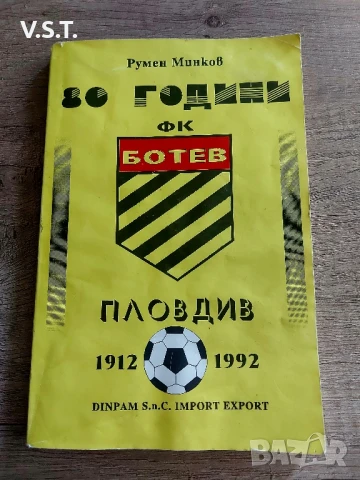 V.S.T.
Румен Минков
80 ГОДИНИ
ФК
БОТЕВ
ПЛОВДИВ
1912 1992
DINPAM S.n.C. IMPORT EXPORT
BAZAR